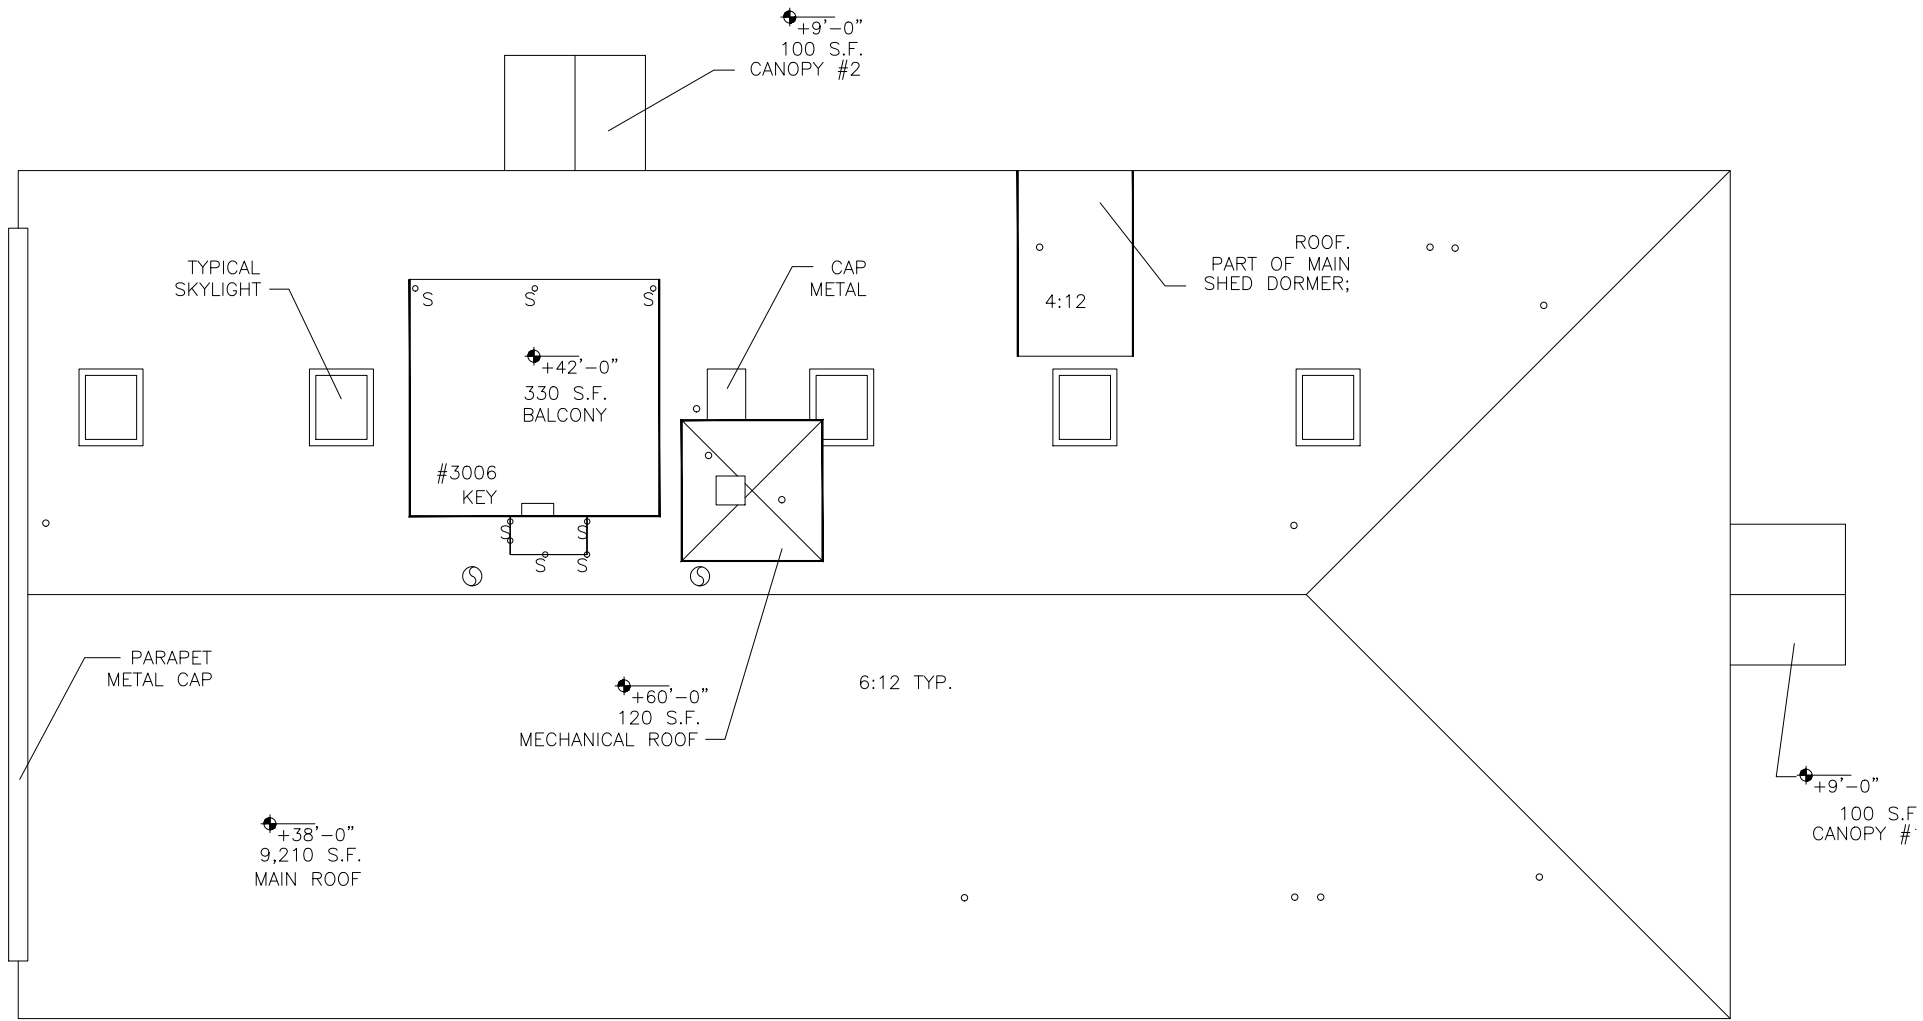 +9'-0"
100 S.F.
CANOPY #2
TYPICAL
SKYLIGHT
CAP
METAL
ROOF.
PART OF MAIN
SHED DORMER;
4:12
S
S
S
+42'-0"
330 S.F.
BALCONY
#3006
KEY
S
S
S
S
PARAPET
METAL CAP
+60'-0"
120 S.F.
MECHANICAL ROOF
6:12 TYP.
+38'-0"
9,210 S.F.
MAIN ROOF
+9'-0"
100 S.F
CANOPY #